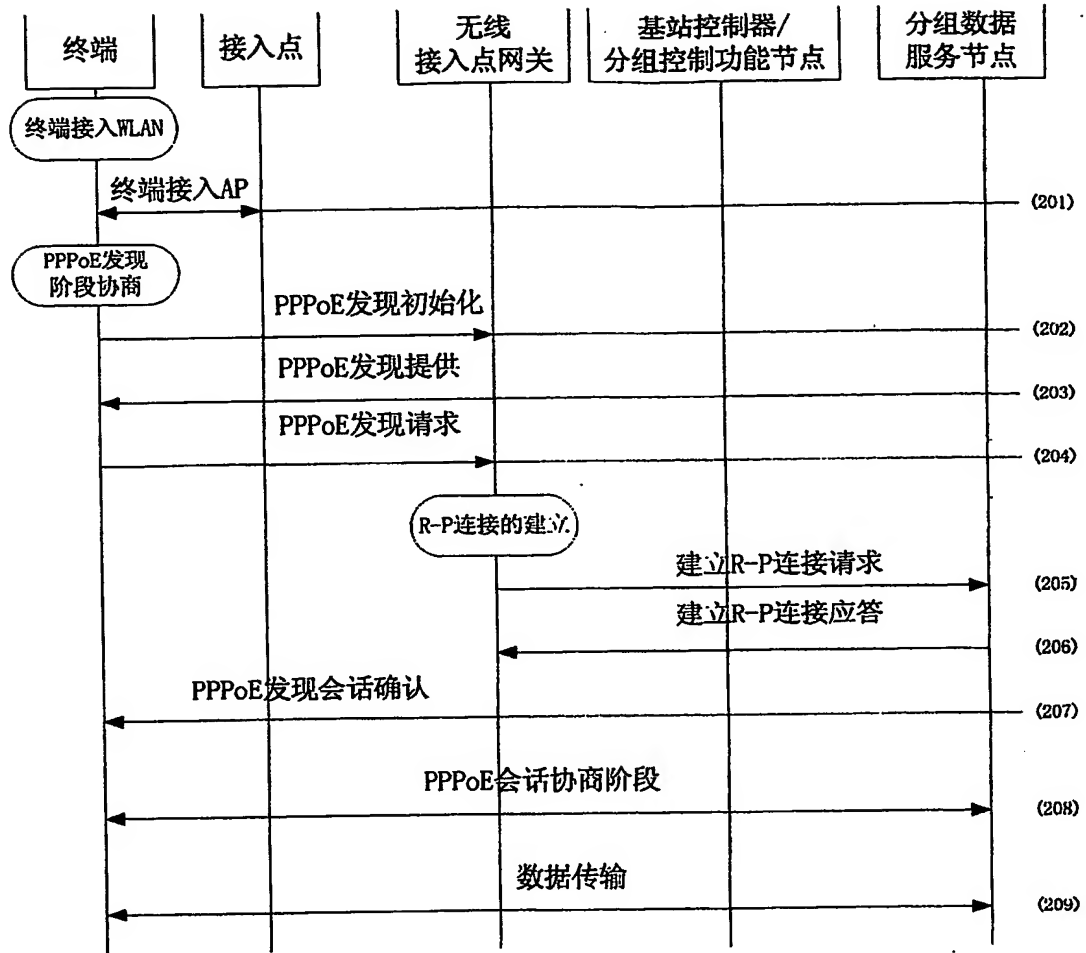 终端
接入点
无线
接入点网关
基站控制器/
分组控制功能节点
分组数据
服务节点
终端接入WLAN
终端接入AP
(201)
PPPoE发现
阶段协商
PPPoE发现初始化
(202)
PPPoE发现提供
(203)
PPPoE发现请求
(204)
R-P连接的建立
建立R-P连接请求
(205)
建立R-P连接应答
(206)
PPPoE发现会话确认
(207)
PPPoE会话协商阶段
(208)
数据传输
(209)